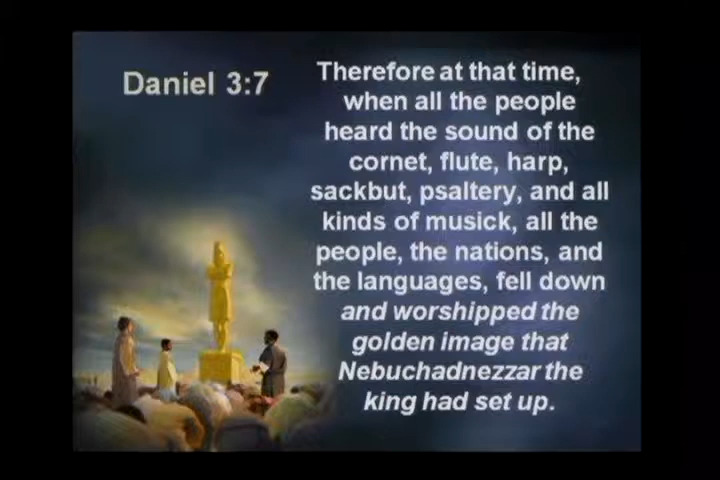 Daniel 3:7
Therefore at that time,
when all the people
heard the sound of the
cornet, flute, harp,
sackbut, psaltery, and all
kinds of musick, all the
people, the nations, and
the languages, fell down
and worshipped the
golden image that
Nebuchadnezzar the
king had set up.